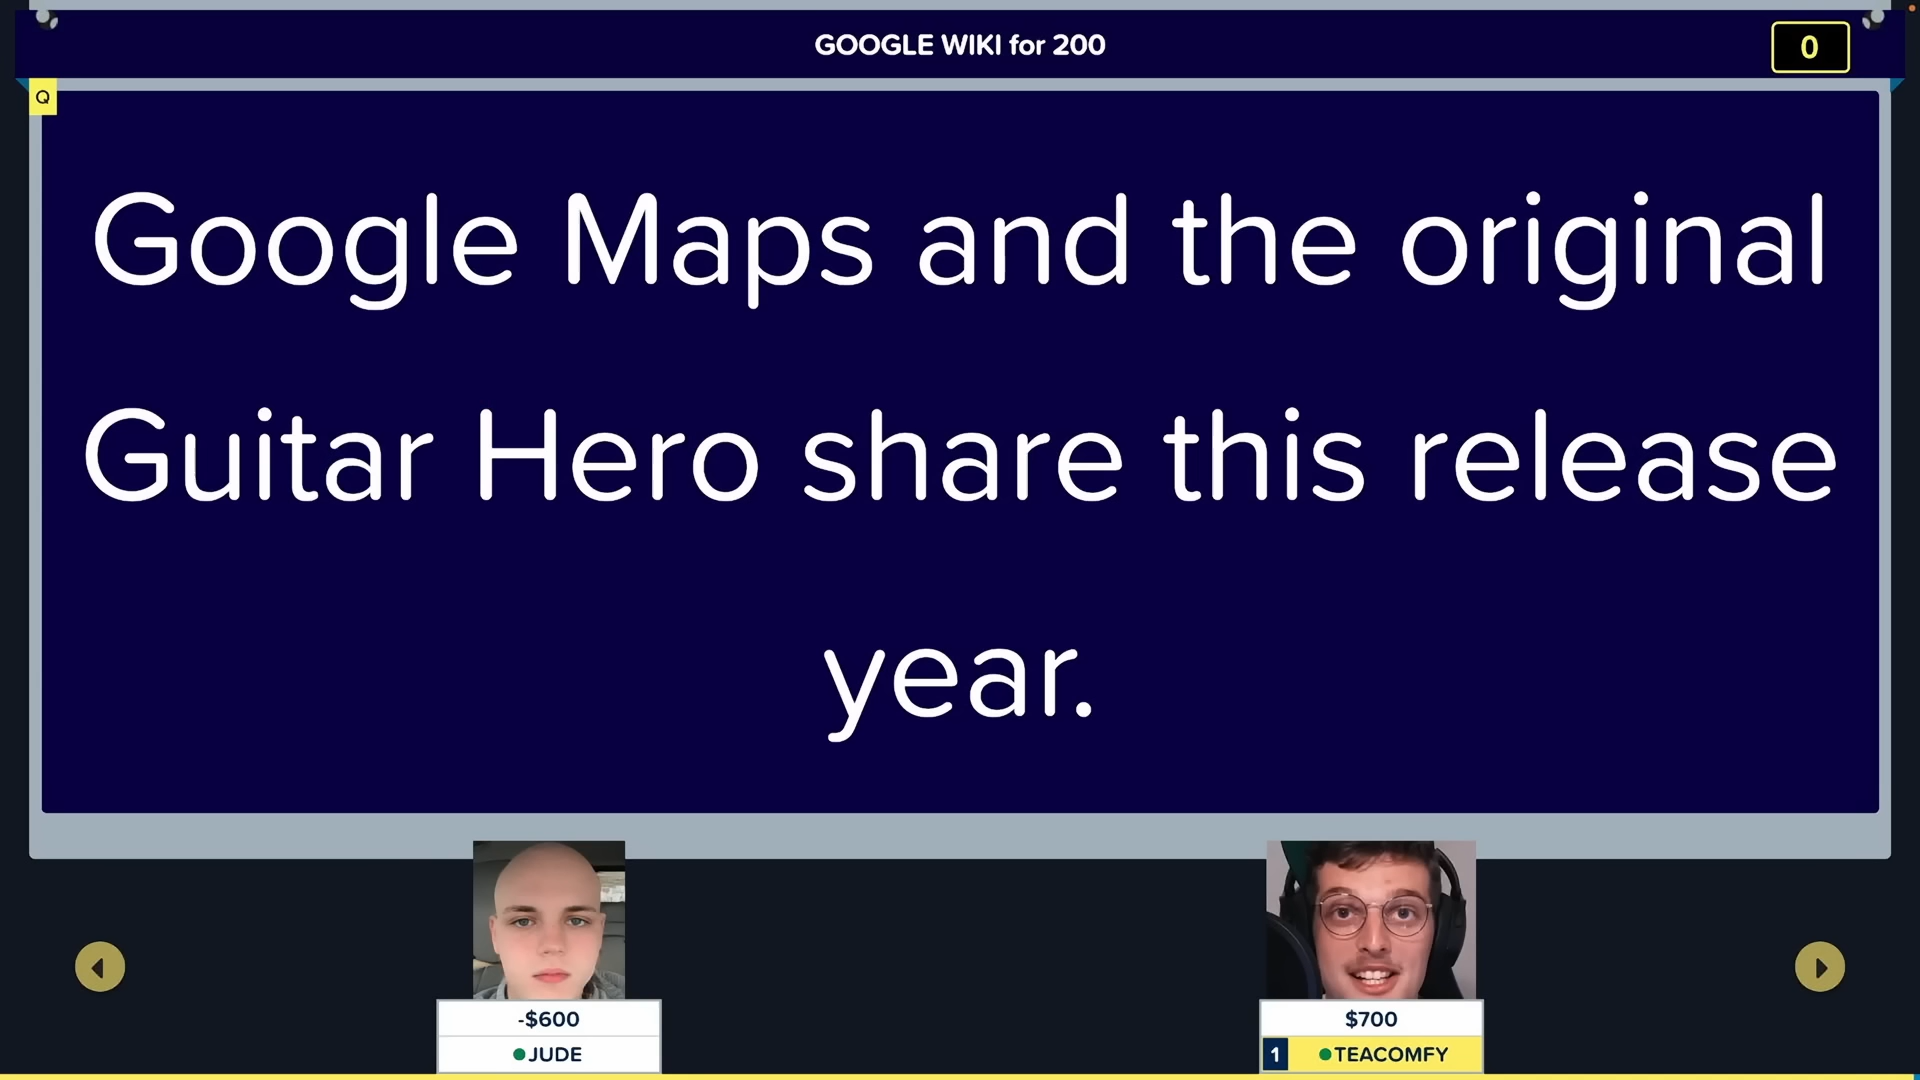 GOOGLE WIKI for 200
0
Q
Google Maps and the original
Guitar Hero share this release
year.
-$600
JUDE
$700
1 TEACOMFY